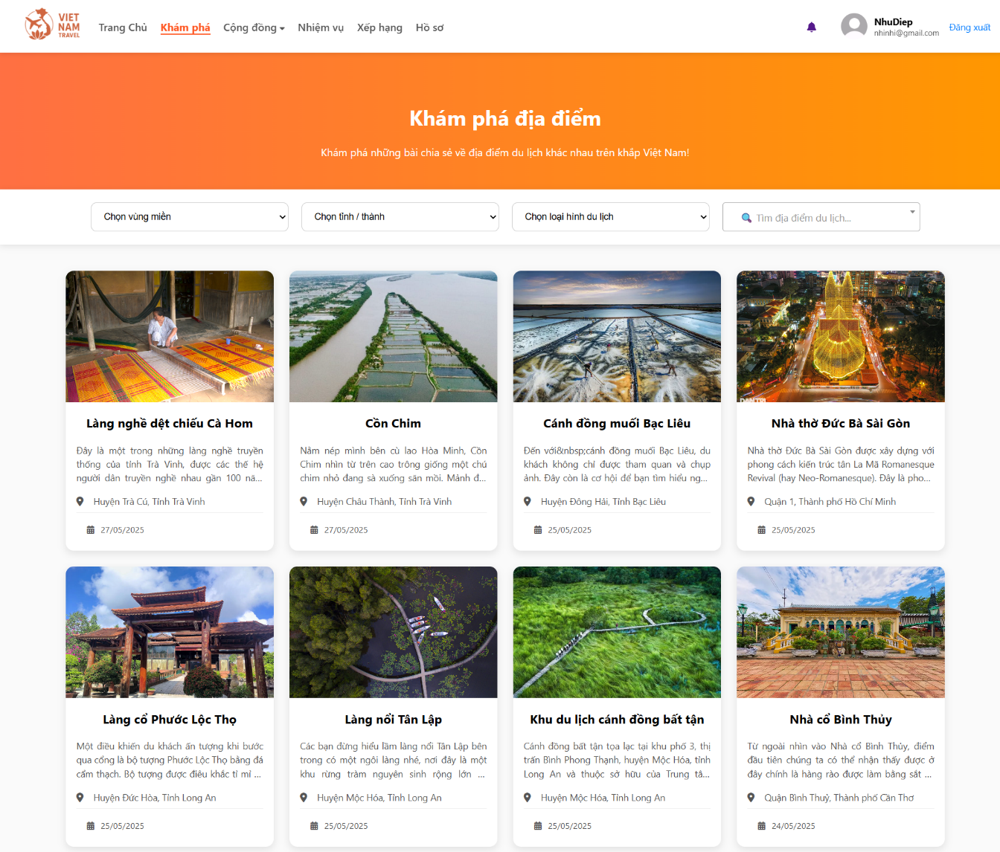 VIET
NAM
TRAVEL
Trang Chủ
Khám phá
Cộng đồng
Nhiệm vụ
Xếp hạng
Hồ sơ
NhuDiep
nhinhi@gmail.com
Đăng xuất
Khám phá địa điểm
Khám phá những bài chia sẻ về địa điểm du lịch khác nhau trên khắp Việt Nam!
Chọn vùng miền
Chọn tỉnh / thành
Chọn loại hình du lịch
Tìm địa điểm du lịch...
Làng nghề dệt chiếu Cà Hom
Đây là một trong những làng nghề truyền
thống của tỉnh Trà Vinh, được các thế hệ
người dân truyền nghề nhau gần 100 nă...
Huyện Trà Cú, Tỉnh Trà Vinh
27/05/2025
Cồn Chim
Nằm nép mình bên cù lao Hòa Minh, Cồn
Chim nhìn từ trên cao trông giống một chú
chim nhỏ đang sà xuống săn mồi. Mảnh đ...
Huyện Châu Thành, Tỉnh Trà Vinh
27/05/2025
Cánh đồng muối Bạc Liêu
Đến với&nbsp;cánh đồng muối Bạc Liêu, du
khách không chỉ được tham quan và chụp
ảnh. Đây còn là cơ hội để bạn tìm hiểu ng...
Huyện Đông Hải, Tỉnh Bạc Liêu
25/05/2025
DANTRI
Nhà thờ Đức Bà Sài Gòn
Nhà thờ Đức Bà Sài Gòn được xây dựng với
phong cách kiến trúc tân La Mã Romanesque
Revival (hay Neo-Romanesque). Đây là pho...
Quận 1, Thành phố Hồ Chí Minh
25/05/2025
Làng cổ Phước Lộc Thọ
Một điều khiến du khách ấn tượng khi bước
qua cổng là bộ tượng Phước Lộc Thọ bằng đá
cẩm thạch. Bộ tượng được điêu khắc tỉ mỉ ...
Huyện Đức Hòa, Tỉnh Long An
25/05/2025
Làng nổi Tân Lập
Các bạn đừng hiểu lầm làng nổi Tân Lập bên
trong có một ngôi làng nhé, nơi đây là một
khu rừng tràm nguyên sinh rộng lớn ...
Huyện Mộc Hóa, Tỉnh Long An
25/05/2025
Khu du lịch cánh đồng bất tận
Cánh đồng bất tận tọa lạc tại khu phố 3, thị
trấn Bình Phong Thạnh, huyện Mộc Hóa, tỉnh
Long An và thuộc sở hữu của Trung tâ...
Huyện Mộc Hóa, Tỉnh Long An
25/05/2025
Nhà cổ Bình Thủy
Từ ngoài nhìn vào Nhà cổ Bình Thủy, điểm
đầu tiên chúng ta có thể nhận thấy được ở
đây chính là hàng rào được làm bằng sắt ...
Quận Bình Thuỷ, Thành phố Cần Thơ
24/05/2025